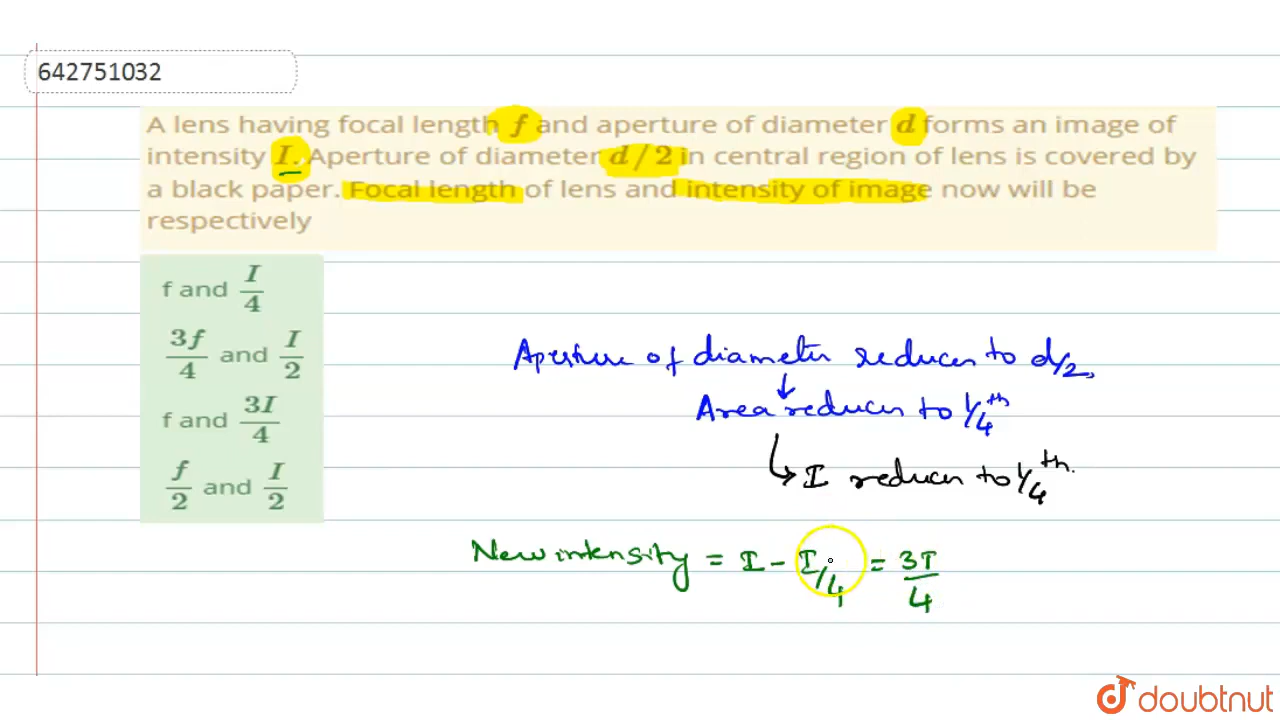 642751032
A lens having focal length f and aperture of diameter d forms an image of
intensity I. Aperture of diameter d/2 in central region of lens is covered by
a black paper. Focal length of lens and intensity of image now will be
respectively
f and I/4
3f/4 and I/2
f and 3I/4
f/2 and I/2
Aperture of diameter reduces to d/2,
↓
Area reduces to 1/4th
↳ I reduces to 1/4th.
New intensity = I - I/4 = 3I/4
doubtnut